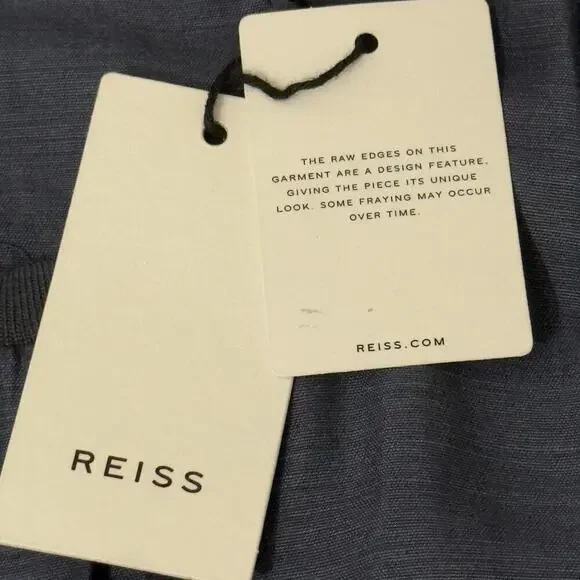 THE RAW EDGES ON THIS
GARMENT ARE A DESIGN FEATURE,
GIVING THE PIECE ITS UNIQUE
LOOK. SOME FRAYING MAY OCCUR
OVER TIME.
REISS.COM
REISS